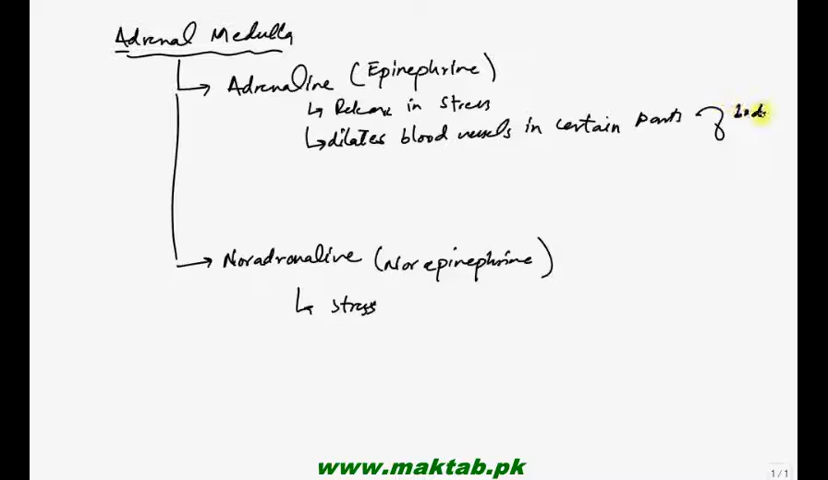 Adrenal Medulla
Adrenaline (Epinephrine)
Release in stress
dilates blood vessels in certain parts of
Noradrenaline (Norepinephrine)
stress
www.maktab.pk
1/1